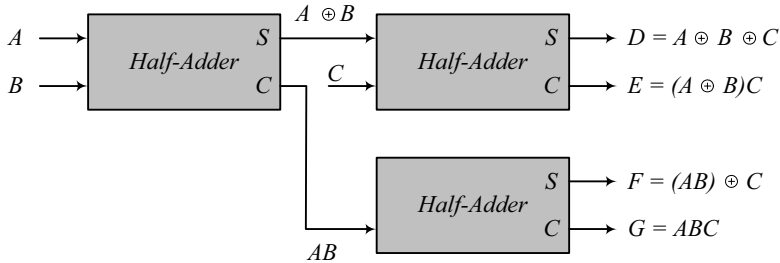 A ⊕ B
A S D = A ⊕ B ⊕ C
Half-Adder Half-Adder S
B C C C E = (A ⊕ B)C
S F = (AB) ⊕ C
Half-Adder
C G = ABC
AB